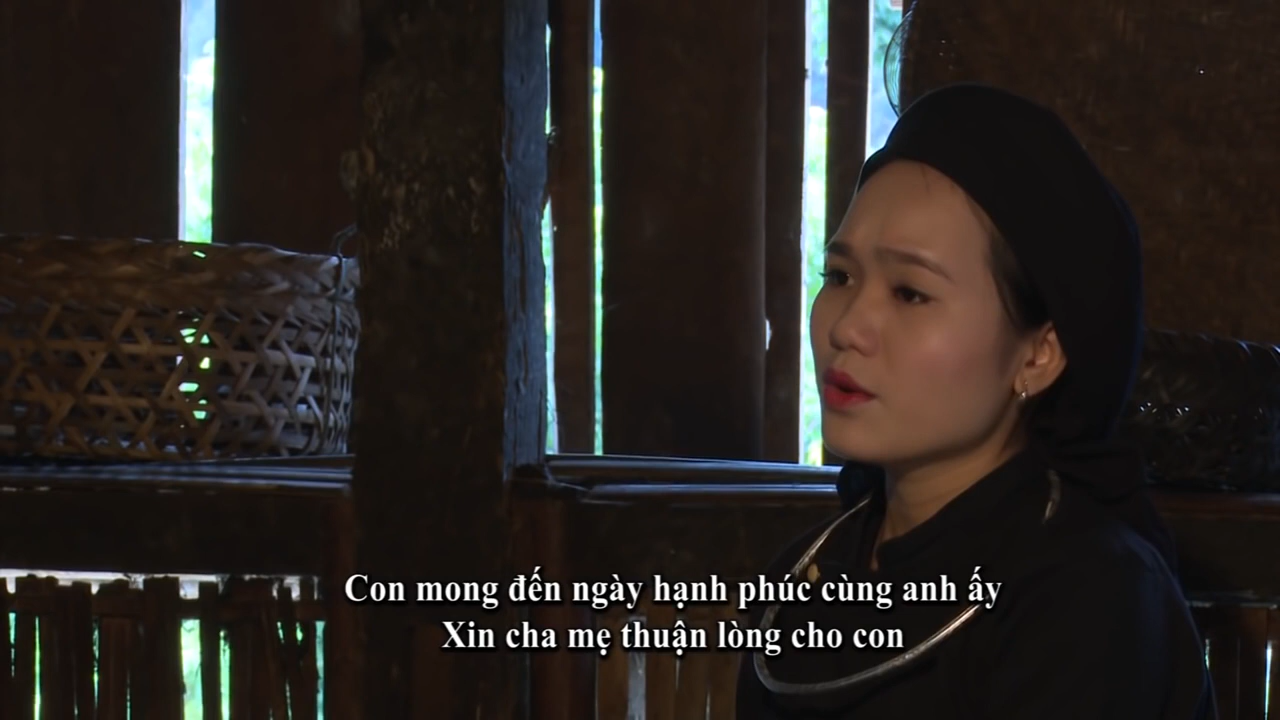 Con mong đến ngày hạnh phúc cùng anh ấy
Xin cha mẹ thuận lòng cho con